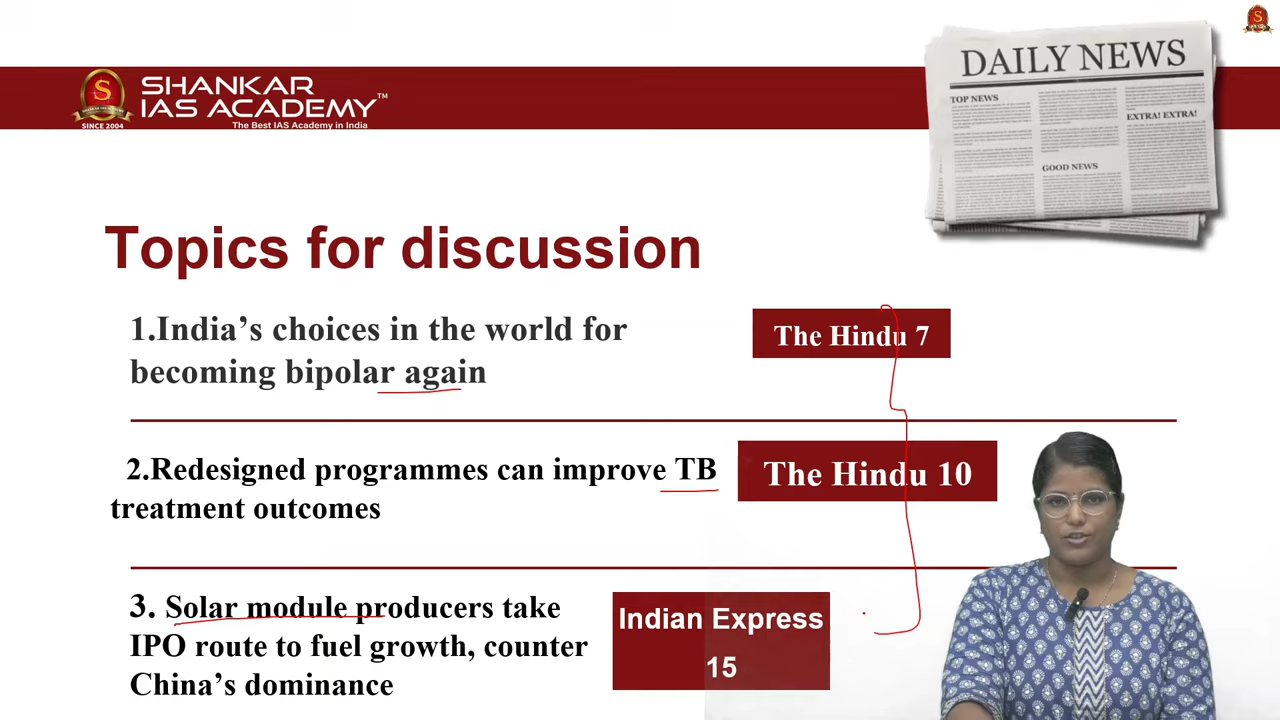 SHANKAR
IAS ACADEMY™
The Best IAS Academy in India
SINCE 2004
DAILY NEWS
TOP NEWS
EXTRA! EXTRA!
GOOD NEWS
Topics for discussion
1.India's choices in the world for
becoming bipolar again
The Hindu 7
2.Redesigned programmes can improve TB
treatment outcomes
The Hindu 10
3. Solar module producers take
IPO route to fuel growth, counter
China's dominance
Indian Express
15